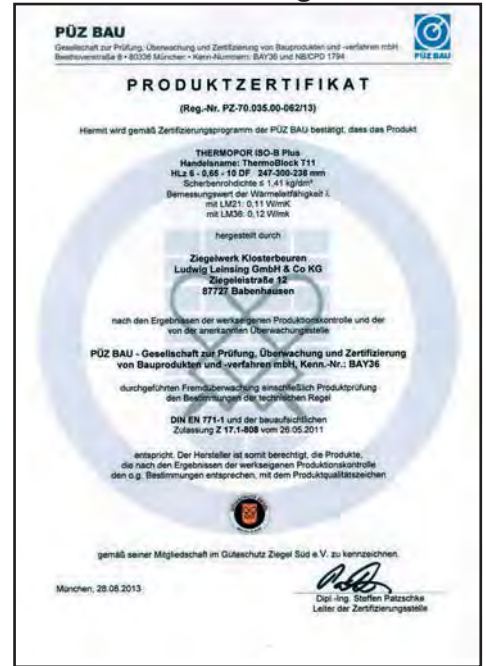 PÜZ BAU
Gesellschaft zur Prüfung, Überwachung und Zertifizierung von Bauprodukten und -verfahren mbH
Beethovenstraße 8 • 80336 München • Kenn-Nummern: BAY36 und NB/CPD 1794
PÜZ BAU
PRODUKTZERTIFIKAT
(Reg.-Nr. PZ-70.035.00-062/13)
Hiermit wird gemäß Zertifizierungsprogramm der PÜZ BAU bestätigt, dass das Produkt
THERMOPOR ISO-B Plus
Handelsname: ThermoBlock T11
HLz 6 - 0,65 - 10 DF 247-300-238 mm
Scherbenrohdichte ≤ 1,41 kg/dm³
Bemessungswert der Wärmeleitfähigkeit λ
mit LM21: 0,11 W/mK
mit LM36: 0,12 W/mk
hergestellt durch
Ziegelwerk Klosterbeuren
Ludwig Leinsing GmbH & Co KG
Ziegeleistraße 12
87727 Babenhausen
nach den Ergebnissen der werkseigenen Produktionskontrolle und der
von der anerkannten Überwachungsstelle
PÜZ BAU - Gesellschaft zur Prüfung, Überwachung und Zertifizierung
von Bauprodukten und -verfahren mbH, Kenn.-Nr.: BAY36
durchgeführten Fremdüberwachung einschließlich Produktprüfung
den Bestimmungen der technischen Regel
DIN EN 771-1 und der bauaufsichtlichen
Zulassung Z 17.1-808 vom 26.05.2011
entspricht. Der Hersteller ist somit berechtigt, die Produkte,
die nach den Ergebnissen der werkseigenen Produktionskontrolle
den o.g. Bestimmungen entsprechen, mit dem Produktqualitätszeichen
gemäß seiner Mitgliedschaft im Güteschutz Ziegel Süd e.V. zu kennzeichnen.
München, 28.08.2013
Dipl.-Ing. Steffen Patzschke
Leiter der Zertifizierungsstelle